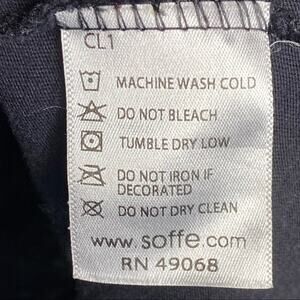 CL1
MACHINE WASH COLD
DO NOT BLEACH
TUMBLE DRY LOW
DO NOT IRON IF
DECORATED
DO NOT DRY CLEAN
www.soffe.com
RN 49068